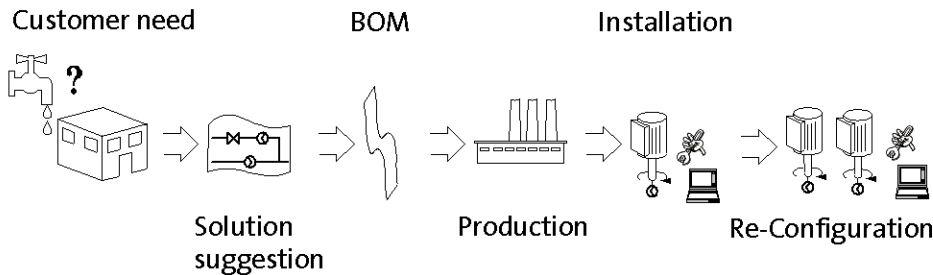 Customer need
BOM
Installation
?
Solution
suggestion
Production
Re-Configuration